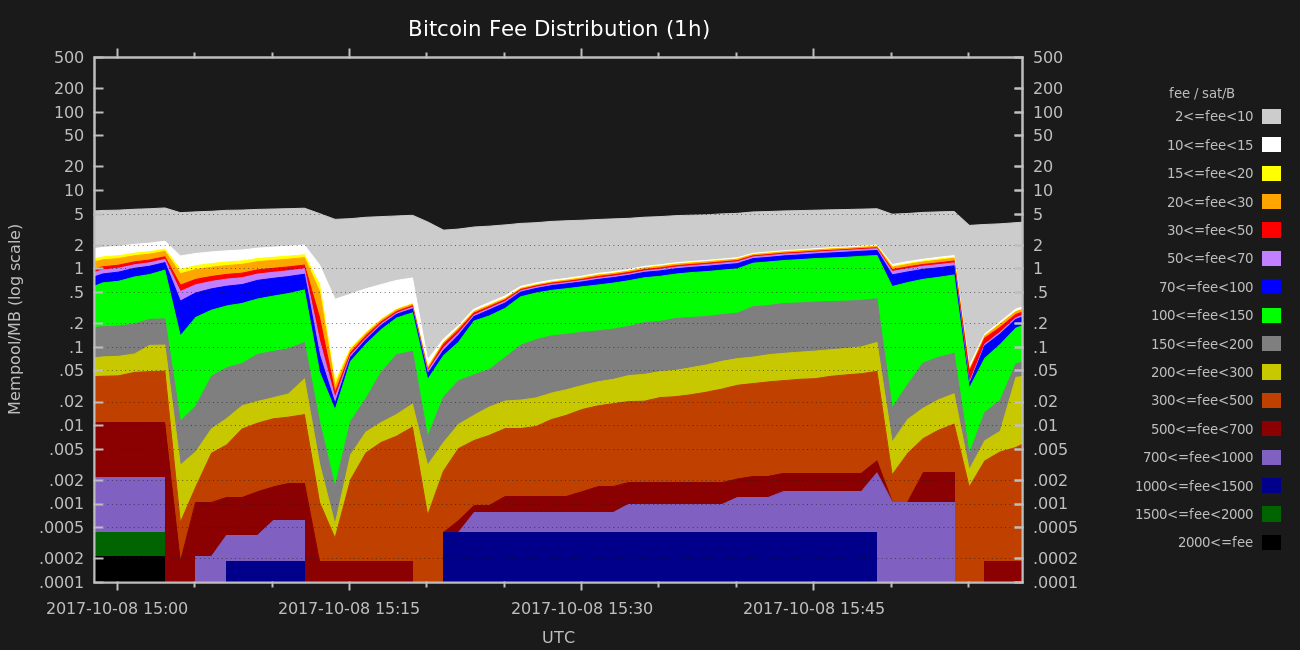 Bitcoin Fee Distribution (1h)
Mempool/MB (log scale)
500
200
100
50
20
10
5
2
1
.5
.2
.1
.05
.02
.01
.005
.002
.001
.0005
.0002
.0001
500
200
100
50
20
10
5
2
1
.5
.2
.1
.05
.02
.01
.005
.002
.001
.0005
.0002
.0001
2017-10-08 15:00 2017-10-08 15:15 2017-10-08 15:30 2017-10-08 15:45
UTC
fee / sat/B
2<=fee<10
10<=fee<15
15<=fee<20
20<=fee<30
30<=fee<50
50<=fee<70
70<=fee<100
100<=fee<150
150<=fee<200
200<=fee<300
300<=fee<500
500<=fee<700
700<=fee<1000
1000<=fee<1500
1500<=fee<2000
2000<=fee